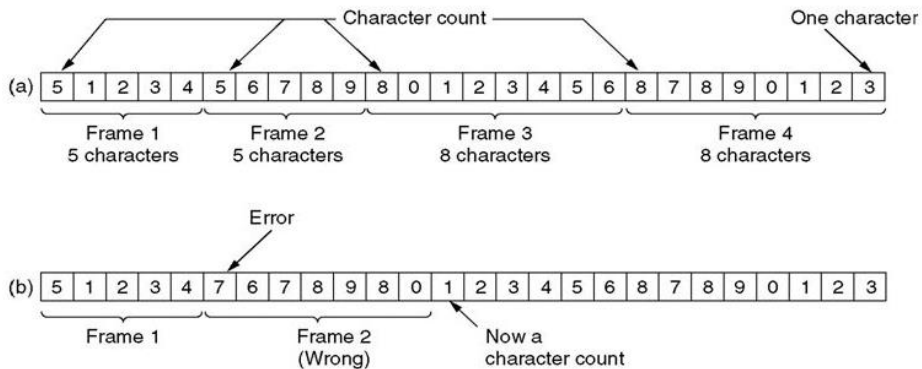 Character count
One character
(a) 5 1 2 3 4 5 6 7 8 9 8 0 1 2 3 4 5 6 8 7 8 9 0 1 2 3
Frame 1
5 characters
Frame 2
5 characters
Frame 3
8 characters
Frame 4
8 characters
Error
(b) 5 1 2 3 4 7 6 7 8 9 8 0 1 2 3 4 5 6 8 7 8 9 0 1 2 3
Frame 1
Frame 2
(Wrong)
Now a
character count